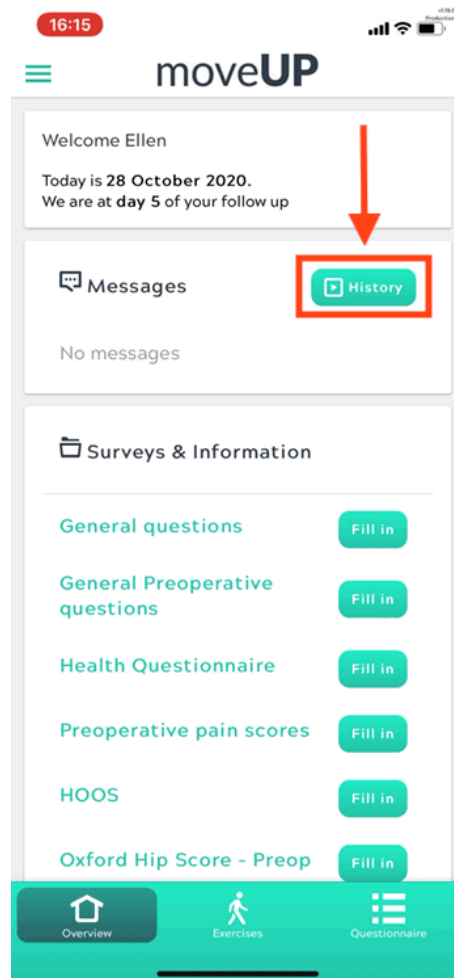 16:15
moveUP
Welcome Ellen
Today is 28 October 2020.
We are at day 5 of your follow up
Messages
History
No messages
Surveys & Information
General questions
Fill in
General Preoperative
questions
Fill in
Health Questionnaire
Fill in
Preoperative pain scores
Fill in
HOOS
Fill in
Oxford Hip Score - Preop
Fill in
Overview
Exercises
Questionnaire